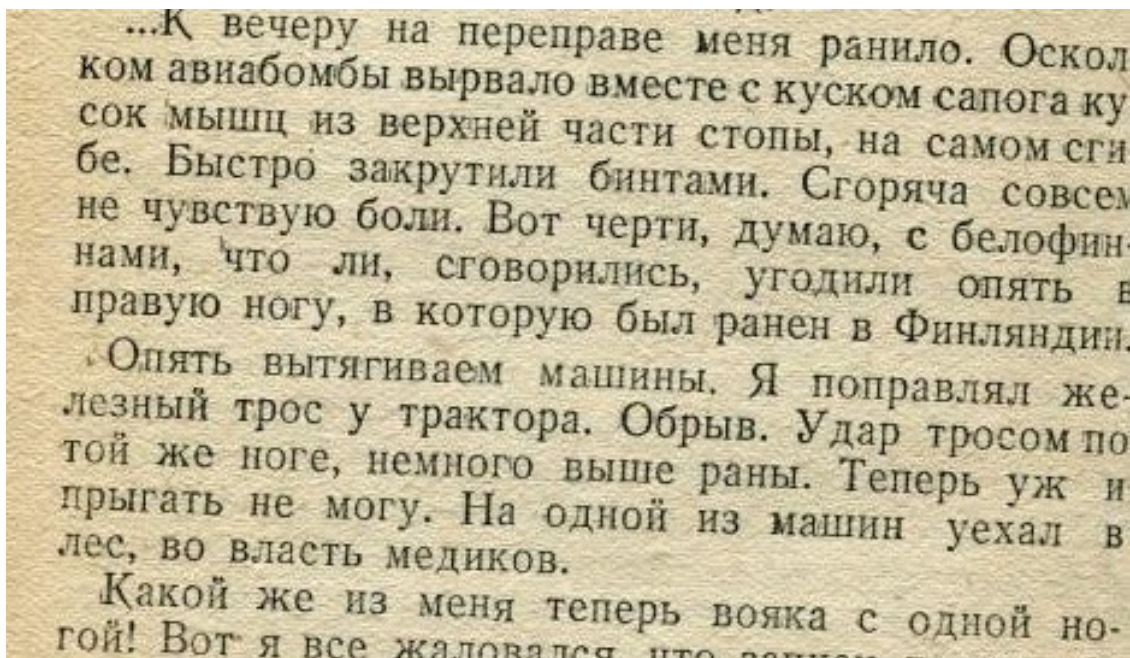 ...К вечеру на переправе меня ранило. Оскол
ком авиабомбы вырвало вместе с куском сапога ку
сок мышц из верхней части стопы, на самом сги
бе. Быстро закрутили бинтами. Сгоряча совсем
не чувствую боли. Вот черти, думаю, с белофин-
нами, что ли, сговорились, угодили опять в
правую ногу, в которую был ранен в Финляндии.
Опять вытягиваем машины. Я поправлял же-
лезный трос у трактора. Обрыв. Удар тросом по
той же ноге, немного выше раны. Теперь уж и
прыгать не могу. На одной из машин уехал в
лес, во власть медиков.
Какой же из меня теперь вояка с одной но-
гой! Вот я все жаловался, что